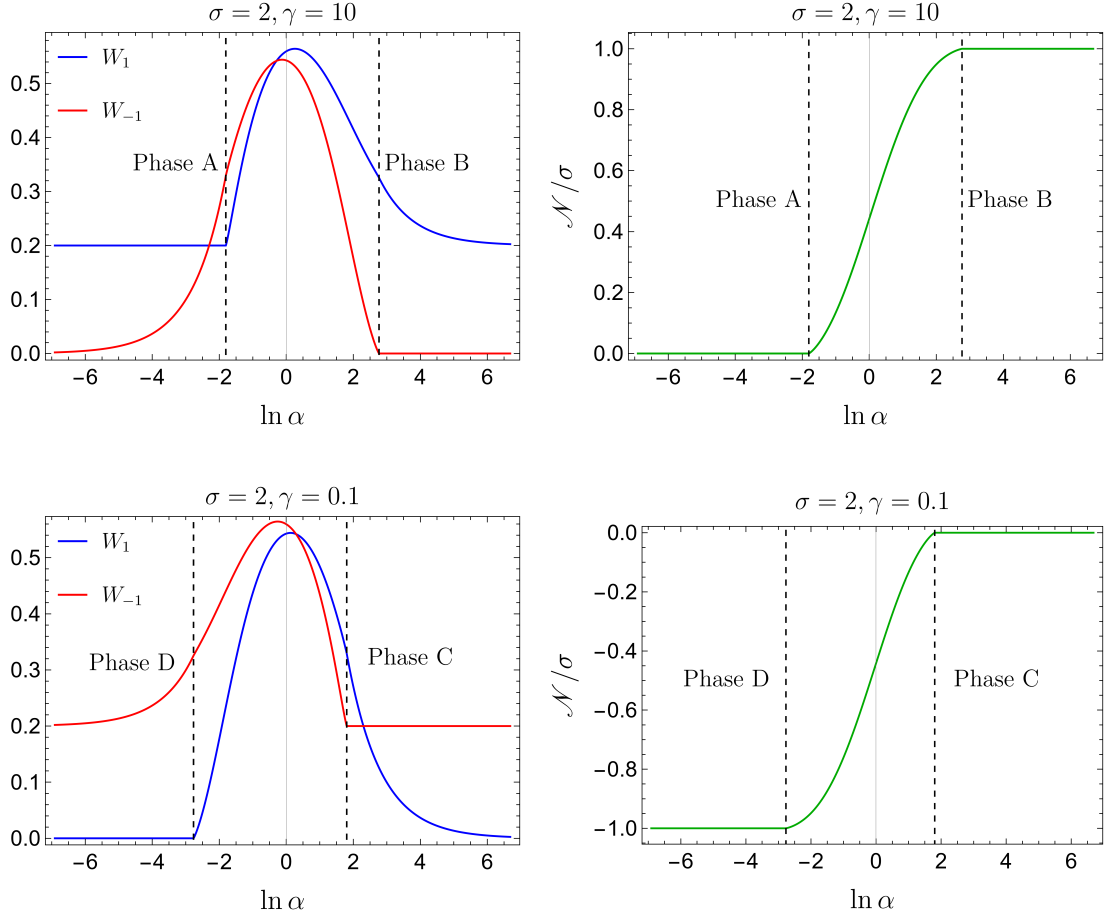 σ = 2, γ = 10
W₁
W₋₁
Phase A
Phase B
0.5
0.4
0.3
0.2
0.1
0.0
−6 −4 −2 0 2 4 6
ln α
σ = 2, γ = 10
𝒩/σ
Phase A
Phase B
1.0
0.8
0.6
0.4
0.2
0.0
−6 −4 −2 0 2 4 6
ln α
σ = 2, γ = 0.1
W₁
W₋₁
Phase D
Phase C
0.5
0.4
0.3
0.2
0.1
0.0
−6 −4 −2 0 2 4 6
ln α
σ = 2, γ = 0.1
𝒩/σ
Phase D
Phase C
0.0
−0.2
−0.4
−0.6
−0.8
−1.0
−6 −4 −2 0 2 4 6
ln α